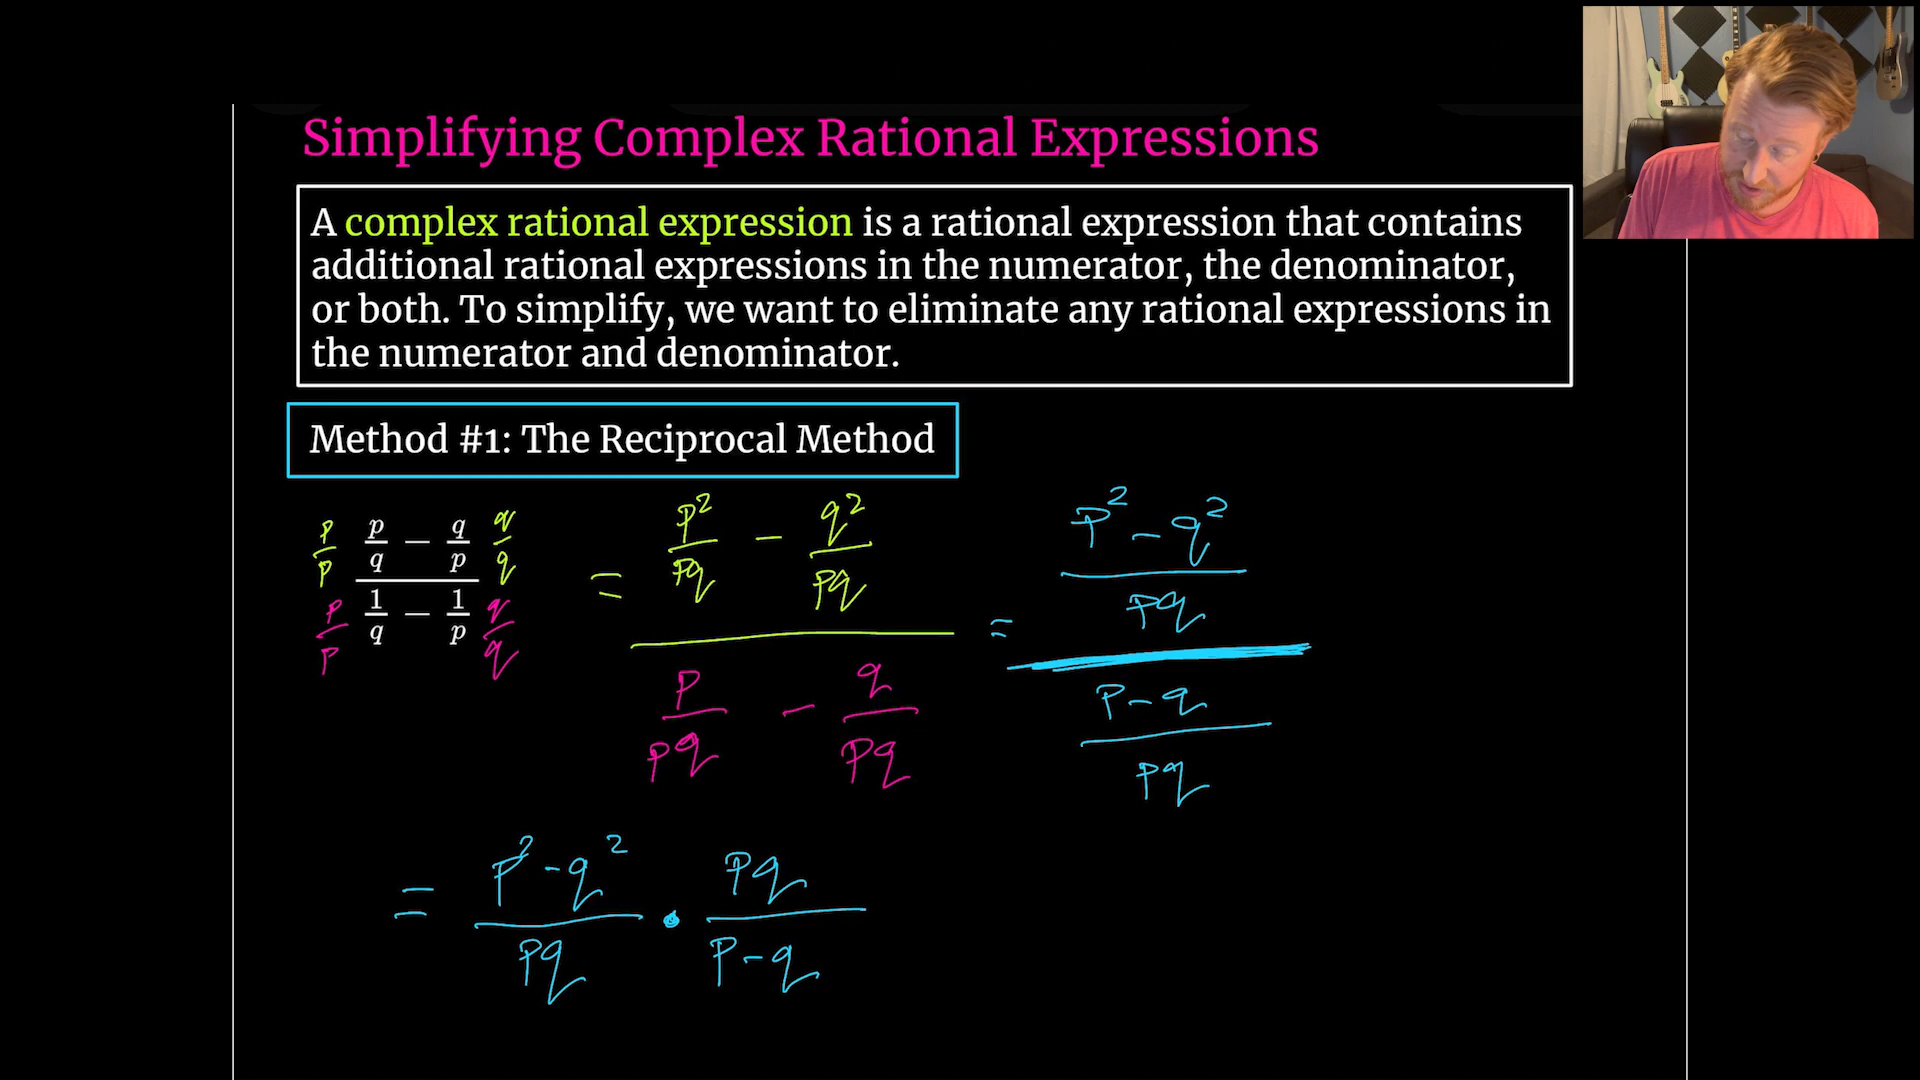 Simplifying Complex Rational Expressions
A complex rational expression is a rational expression that contains
additional rational expressions in the numerator, the denominator,
or both. To simplify, we want to eliminate any rational expressions in
the numerator and denominator.
Method #1: The Reciprocal Method
p/p p/q − q/p q/q
p/p 1/q − 1/p q/q
= p²/pq − q²/pq
p/pq − q/pq
= p² − q²
pq
p − q
pq
= p² − q² / pq · pq / p − q